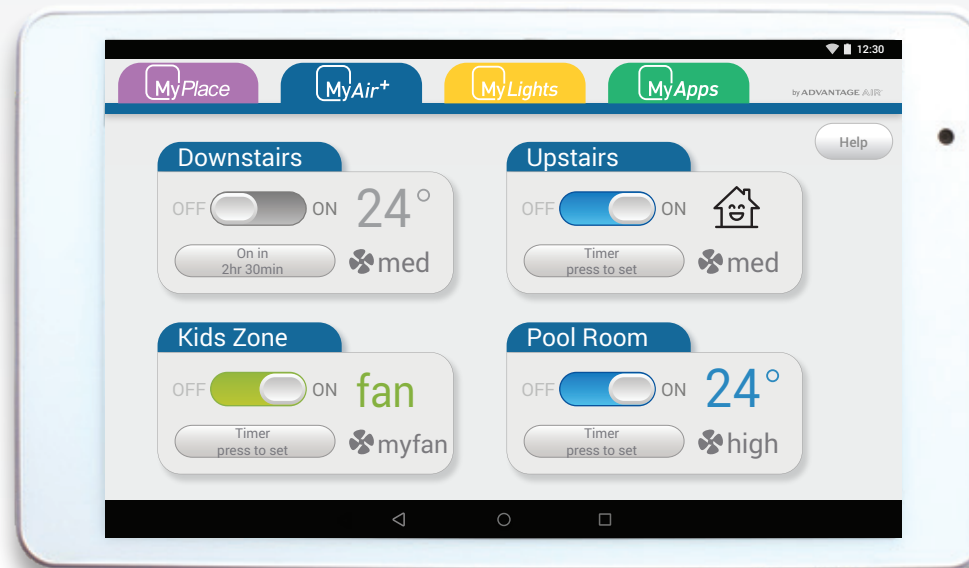 12:30
MyPlace
MyAir+
MyLights
MyApps
by ADVANTAGE AIR
Help
Downstairs
OFF ON 24°
On in
2hr 30min
med
Upstairs
OFF ON
Timer
press to set
med
Kids Zone
OFF ON fan
Timer
press to set
myfan
Pool Room
OFF ON 24°
Timer
press to set
high